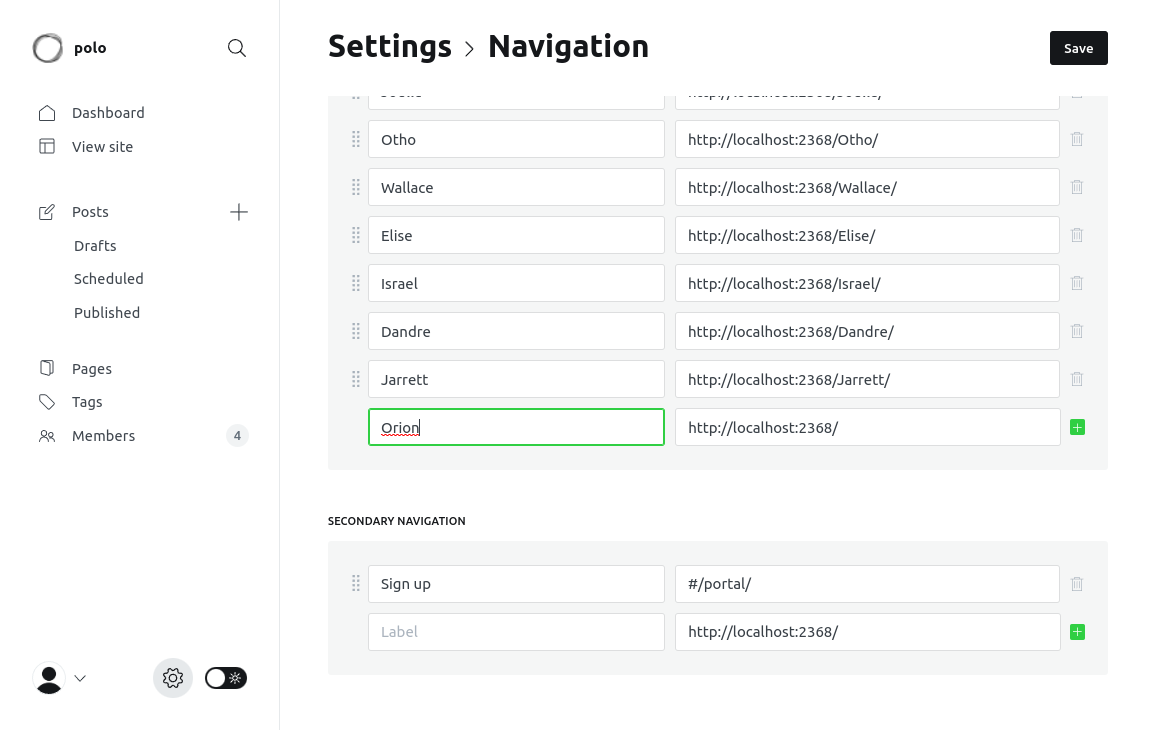 polo
Settings > Navigation
Save
Dashboard
View site
Posts
Drafts
Scheduled
Published
Pages
Tags
Members
4
Otho
http://localhost:2368/Otho/
Wallace
http://localhost:2368/Wallace/
Elise
http://localhost:2368/Elise/
Israel
http://localhost:2368/Israel/
Dandre
http://localhost:2368/Dandre/
Jarrett
http://localhost:2368/Jarrett/
Orion
http://localhost:2368/
SECONDARY NAVIGATION
Sign up
#/portal/
Label
http://localhost:2368/